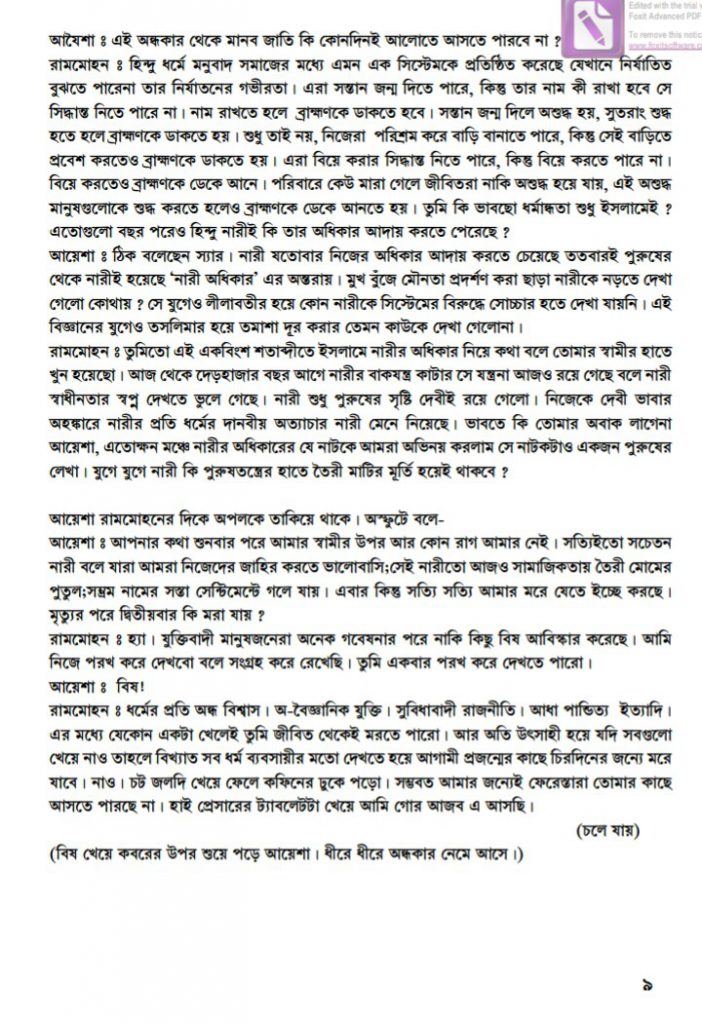 Edited with the trial v
Foxit Advanced PDF
To remove this notic
www.foxitsoftware.c
আযৈশা ঃ এই অন্ধকার থেকে মানব জাতি কি কোনদিনই আলোতে আসতে পারবে না ?
রামমোহন ঃ হিন্দু ধর্মে মনুবাদ সমাজের মধ্যে এমন এক সিস্টেমকে প্রতিষ্ঠিত করেছে যেখানে নির্যাতিত
বুঝতে পারেনা তার নির্যাতনের গভীরতা। এরা সন্তান জন্ম দিতে পারে, কিন্তু তার নাম কী রাখা হবে সে
সিদ্ধান্ত নিতে পারে না। নাম রাখতে হলে ব্রাহ্মণকে ডাকতে হবে। সন্তান জন্ম দিলে অশুদ্ধ হয়, সুতরাং শুদ্ধ
হতে হলে ব্রাহ্মণকে ডাকতে হয়। শুধু তাই নয়, নিজেরা পরিশ্রম করে বাড়ি বানাতে পারে, কিন্তু সেই বাড়িতে
প্রবেশ করতেও ব্রাহ্মণকে ডাকতে হয়। এরা বিয়ে করার সিদ্ধান্ত নিতে পারে, কিন্তু বিয়ে করতে পারে না।
বিয়ে করতেও ব্রাহ্মণকে ডেকে আনে। পরিবারে কেউ মারা গেলে জীবিতরা নাকি অশুদ্ধ হয়ে যায়, এই অশুদ্ধ
মানুষগুলোকে শুদ্ধ করতে হলেও ব্রাহ্মণকে ডেকে আনতে হয়। তুমি কি ভাবছো ধর্মান্ধতা শুধু ইসলামেই ?
এতোগুলো বছর পরেও হিন্দু নারীই কি তার অধিকার আদায় করতে পেরেছে ?
আয়েশা ঃ ঠিক বলেছেন স্যার। নারী যতোবার নিজের অধিকার আদায় করতে চেয়েছে ততবারই পুরুষের
থেকে নারীই হয়েছে ‘নারী অধিকার’ এর অন্তরায়। মুখ বুঁজে মৌনতা প্রদর্শণ করা ছাড়া নারীকে নড়তে দেখা
গেলো কোথায় ? সে যুগেও লীলাবতীর হয়ে কোন নারীকে সিস্টেমের বিরুদ্ধে সোচ্চার হতে দেখা যায়নি। এই
বিজ্ঞানের যুগেও তসলিমার হয়ে তমাশা দূর করার তেমন কাউকে দেখা গেলোনা।
রামমোহন ঃ তুমিতো এই একবিংশ শতাব্দীতে ইসলামে নারীর অধিকার নিয়ে কথা বলে তোমার স্বামীর হাতে
খুন হয়েছো। আজ থেকে দেড়হাজার বছর আগে নারীর বাকযন্ত্র কাটার সে যন্ত্রনা আজও রয়ে গেছে বলে নারী
স্বাধীনতার স্বপ্ন দেখতে ভুলে গেছে। নারী শুধু পুরুষের সৃষ্টি দেবীই রয়ে গেলো। নিজেকে দেবী ভাবার
অহঙ্কারে নারীর প্রতি ধর্মের দানবীয় অত্যাচার নারী মেনে নিয়েছে। ভাবতে কি তোমার অবাক লাগেনা
আয়েশা, এতোক্ষন মঞ্চে নারীর অধিকারের যে নাটকে আমরা অভিনয় করলাম সে নাটকটাও একজন পুরুষের
লেখা। যুগে যুগে নারী কি পুরুষতন্ত্রের হাতে তৈরী মাটির মূর্তি হয়েই থাকবে ?
আয়েশা রামমোহনের দিকে অপলকে তাকিয়ে থাকে। অস্ফুটে বলে-
আয়েশা ঃ আপনার কথা শুনবার পরে আমার স্বামীর উপর আর কোন রাগ আমার নেই। সত্যিইতো সচেতন
নারী বলে যারা আমরা নিজেদের জাহির করতে ভালোবাসি;সেই নারীতো আজও সামাজিকতায় তৈরী মোমের
পুতুল;সম্ভ্রম নামের সস্তা সেন্টিমেন্টে গলে যায়। এবার কিন্তু সত্যি সত্যি আমার মরে যেতে ইচ্ছে করছে।
মৃত্যুর পরে দ্বিতীয়বার কি মরা যায় ?
রামমোহন ঃ হ্যা। যুক্তিবাদী মানুষজনেরা অনেক গবেষনার পরে নাকি কিছু বিষ আবিস্কার করেছে। আমি
নিজে পরখ করে দেখবো বলে সংগ্রহ করে রেখেছি। তুমি একবার পরখ করে দেখতে পারো।
আয়েশা ঃ বিষ!
রামমোহন ঃ ধর্মের প্রতি অন্ধ বিশ্বাস। অ-বৈজ্ঞানিক যুক্তি। সুবিধাবাদী রাজনীতি। আধা পান্ডিত্য ইত্যাদি।
এর মধ্যে যেকোন একটা খেলেই তুমি জীবিত থেকেই মরতে পারো। আর অতি উৎসাহী হয়ে যদি সবগুলো
খেয়ে নাও তাহলে বিখ্যাত সব ধর্ম ব্যবসায়ীর মতো দেখতে হয়ে আগামী প্রজন্মের কাছে চিরদিনের জন্যে মরে
যাবে। নাও। চট জলদি খেয়ে ফেলে কফিনের ঢুকে পড়ো। সম্ভবত আমার জন্যেই ফেরেস্তারা তোমার কাছে
আসতে পারছে না। হাই প্রেসারের ট্যাবলেটটা খেয়ে আমি গোর আজব এ আসছি।
(চলে যায়)
(বিষ খেয়ে কবরের উপর শুয়ে পড়ে আয়েশা। ধীরে ধীরে অন্ধকার নেমে আসে।)
৯